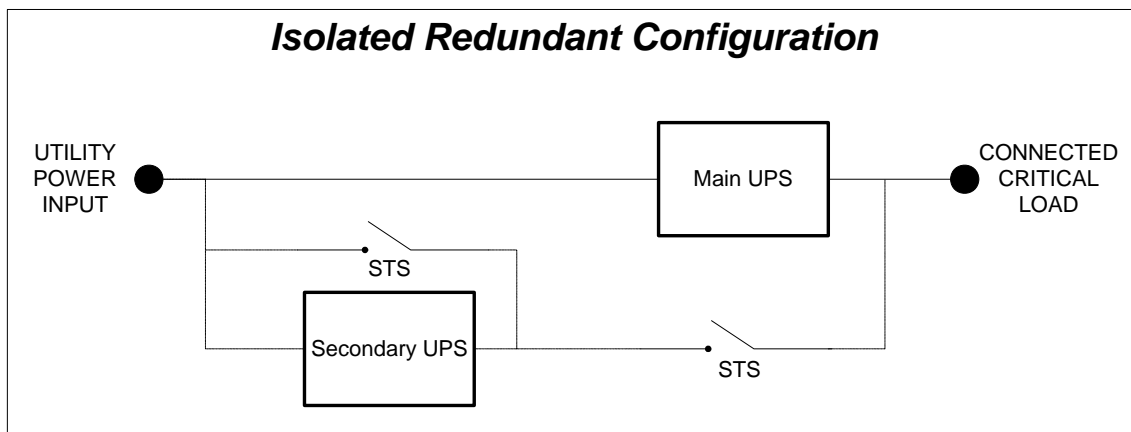 Isolated Redundant Configuration
UTILITY
POWER
INPUT
Main UPS
CONNECTED
CRITICAL
LOAD
STS
Secondary UPS
STS